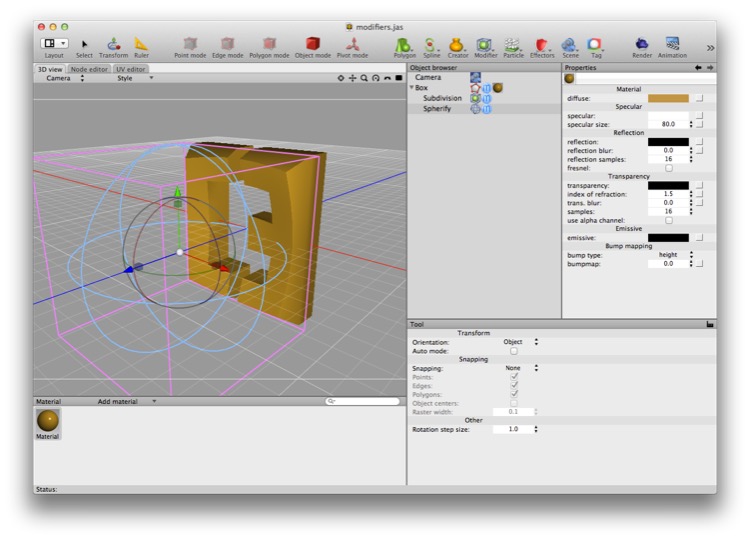 modifiers.jas
Layout Select Transform Ruler Point mode Edge mode Polygon mode Object mode Pivot mode Polygon Spline Creator Modifier Particle Effectors Scene Tag Render Animation
3D view Node editor UV editor
Camera Style
Object browser
Camera
Box
Subdivision
Spherify
Properties
Material
diffuse:
Specular
specular:
specular size: 80.0
Reflection
reflection:
reflection blur: 0.0
reflection samples: 16
fresnel:
Transparency
transparency:
index of refraction: 1.5
trans. blur: 0.0
samples: 16
use alpha channel:
Emissive
emissive:
Bump mapping
bump type: height
bumpmap: 0.0
Tool
Transform
Orientation: Object
Auto mode:
Snapping
Snapping: None
Points:
Edges:
Polygons:
Object centers:
Raster width: 0.1
Other
Rotation step size: 1.0
Material Add material
Material
Status: